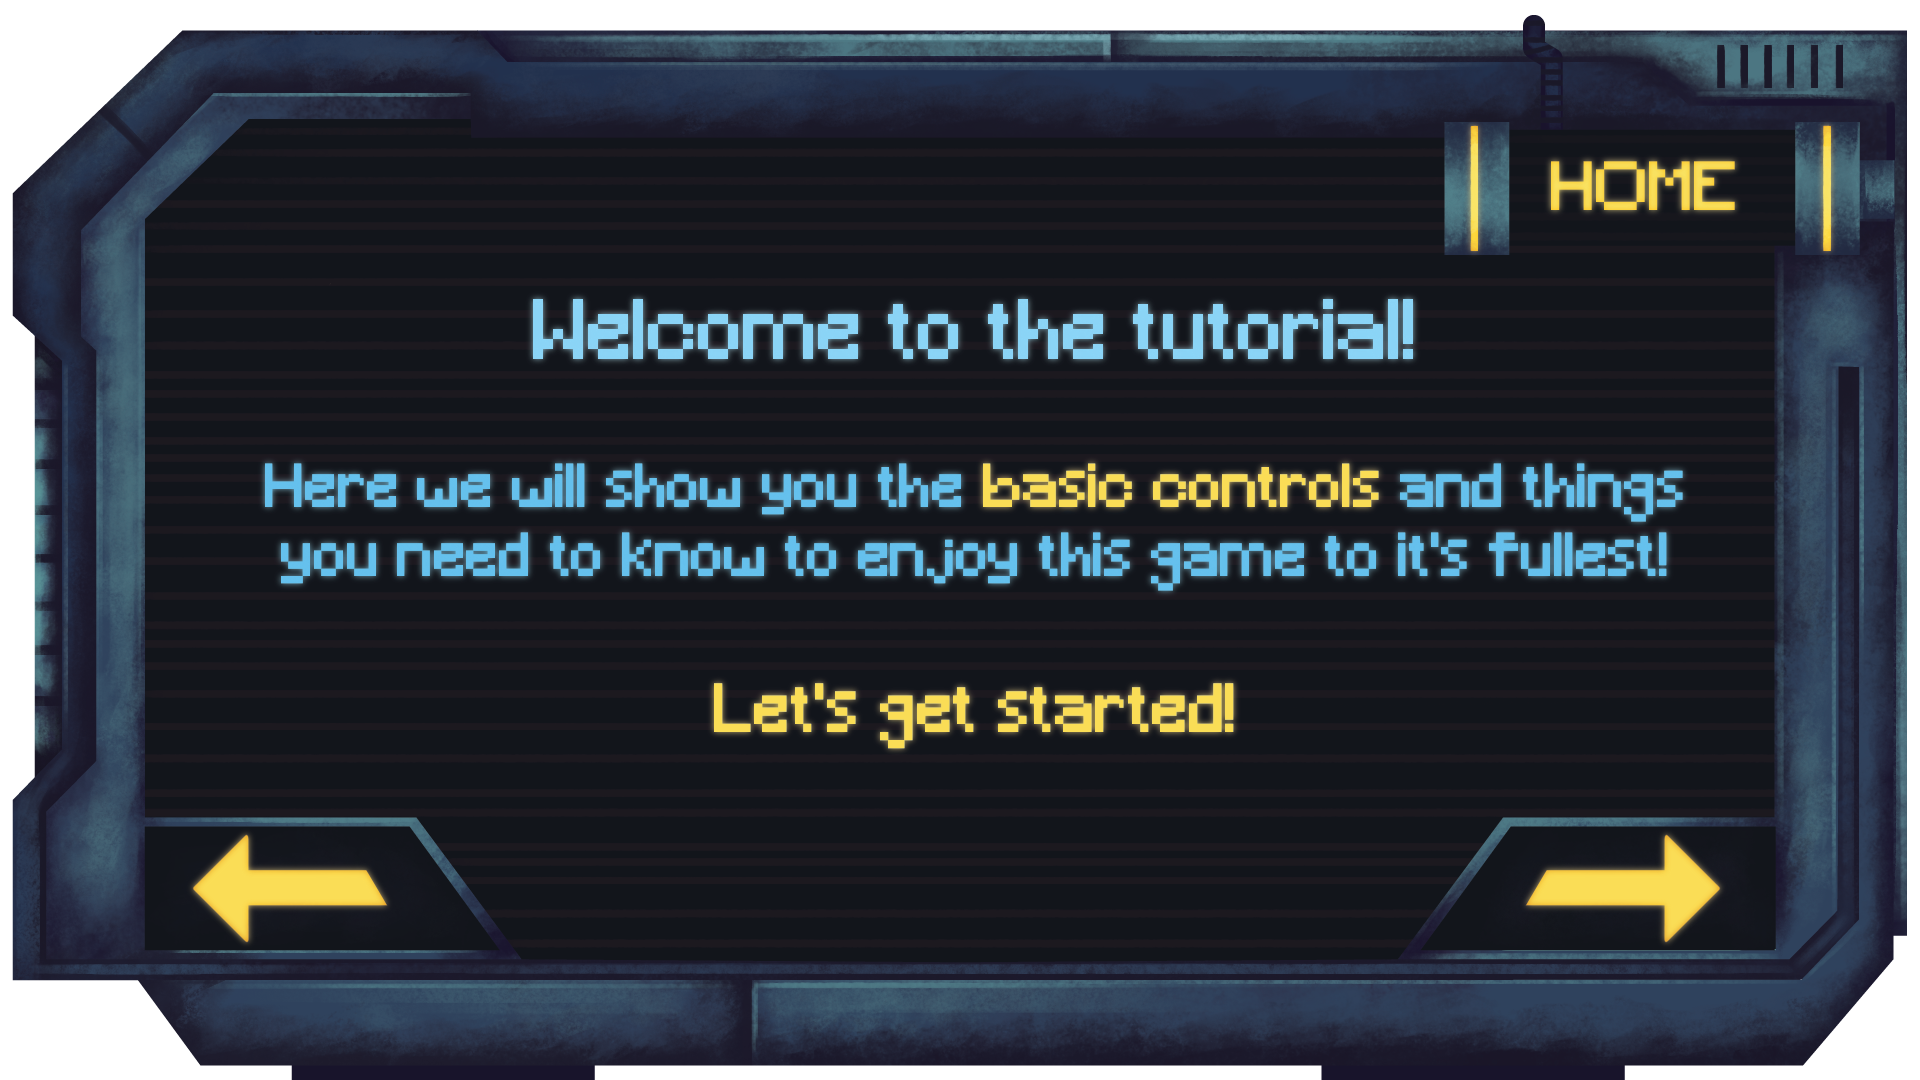 HOME
Welcome to the tutorial!
Here we will show you the basic controls and things
you need to know to enjoy this game to it's fullest!
Let's get started!